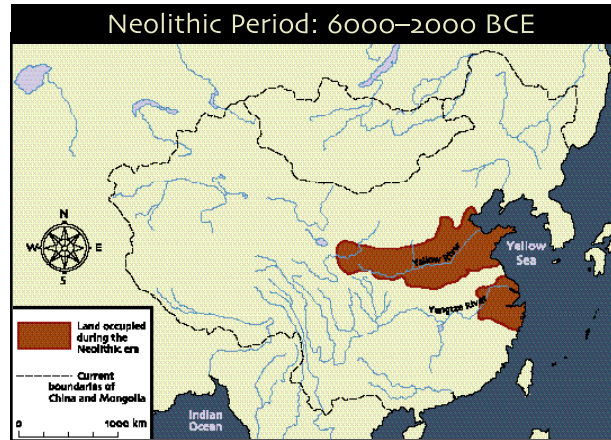 Neolithic Period: 6000–2000 BCE
N
W
E
S
Yellow River
Yellow
Sea
Yangtze River
Land occupied
during the
Neolithic era
Current
boundaries of
China and Mongolia
0
1000 km
Indian
Ocean